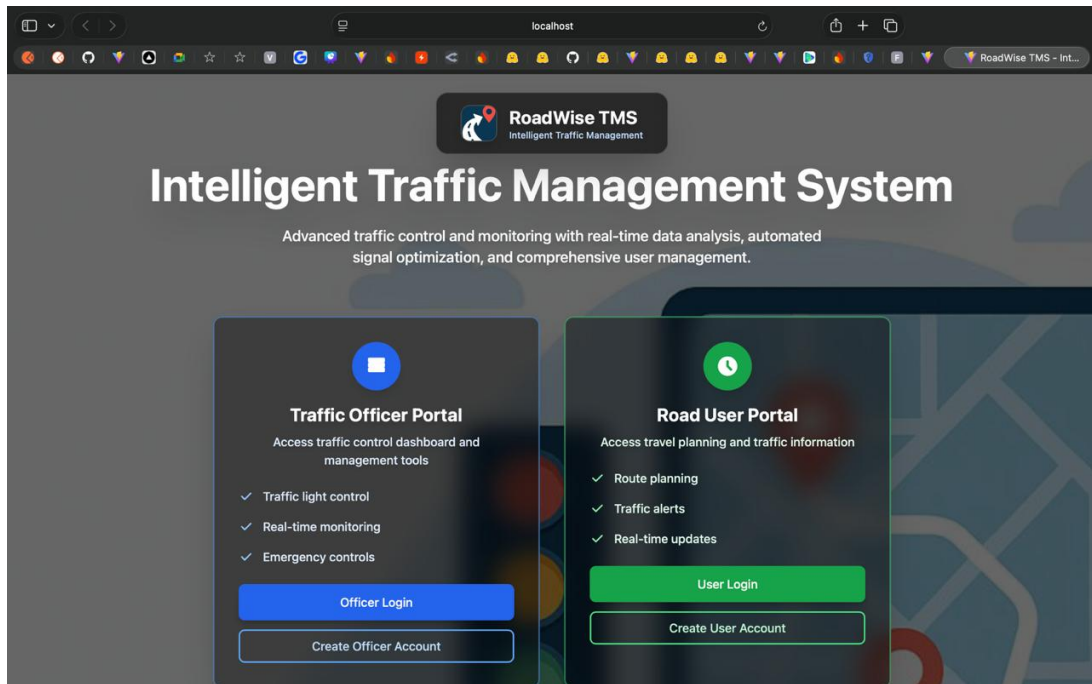 localhost
RoadWise TMS - Int...
RoadWise TMS
Intelligent Traffic Management
Intelligent Traffic Management System
Advanced traffic control and monitoring with real-time data analysis, automated
signal optimization, and comprehensive user management.
Traffic Officer Portal
Access traffic control dashboard and
management tools
Traffic light control
Real-time monitoring
Emergency controls
Officer Login
Create Officer Account
Road User Portal
Access travel planning and traffic information
Route planning
Traffic alerts
Real-time updates
User Login
Create User Account